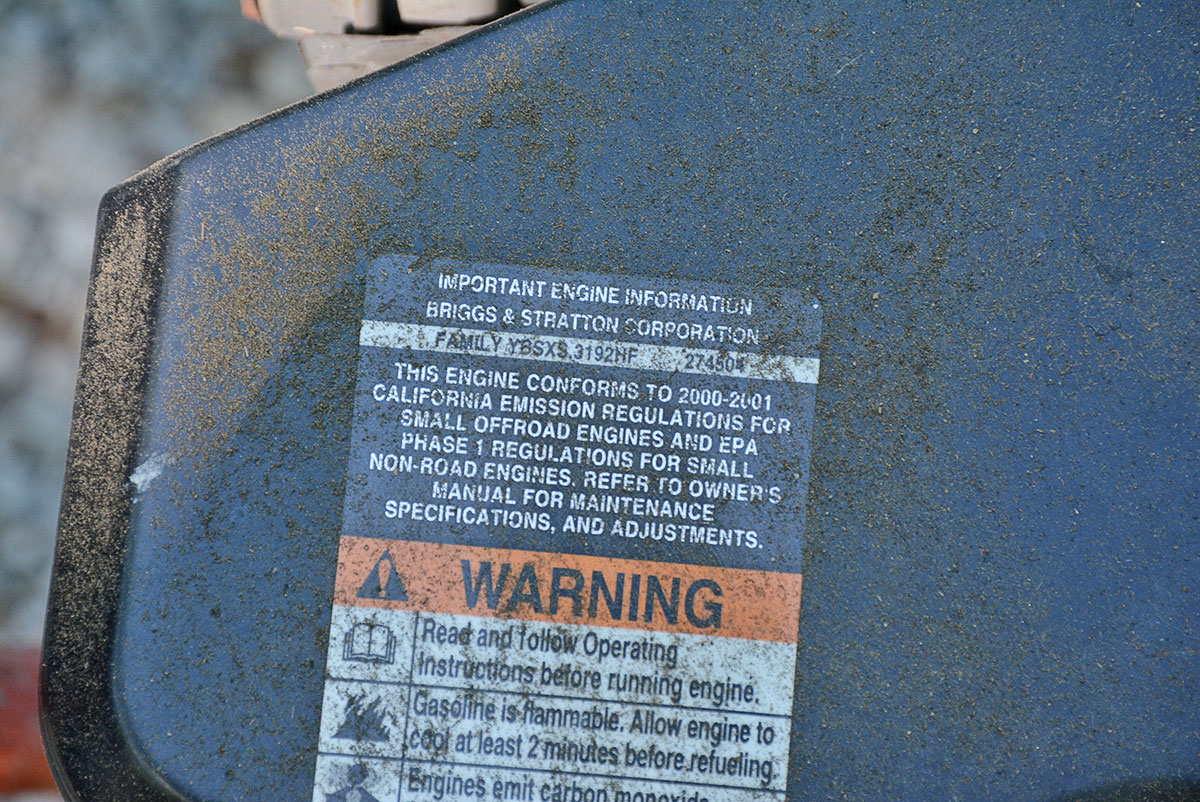 IMPORTANT ENGINE INFORMATION
BRIGGS & STRATTON CORPORATION
FAMILY YBSXS.3192HF 274504
THIS ENGINE CONFORMS TO 2000-2001
CALIFORNIA EMISSION REGULATIONS FOR
SMALL OFFROAD ENGINES AND EPA
PHASE 1 REGULATIONS FOR SMALL
NON-ROAD ENGINES. REFER TO OWNER'S
MANUAL FOR MAINTENANCE
SPECIFICATIONS, AND ADJUSTMENTS.
WARNING
Read and follow Operating
Instructions before running engine.
Gasoline is flammable. Allow engine to
cool at least 2 minutes before refueling.
Engines emit carbon monoxide